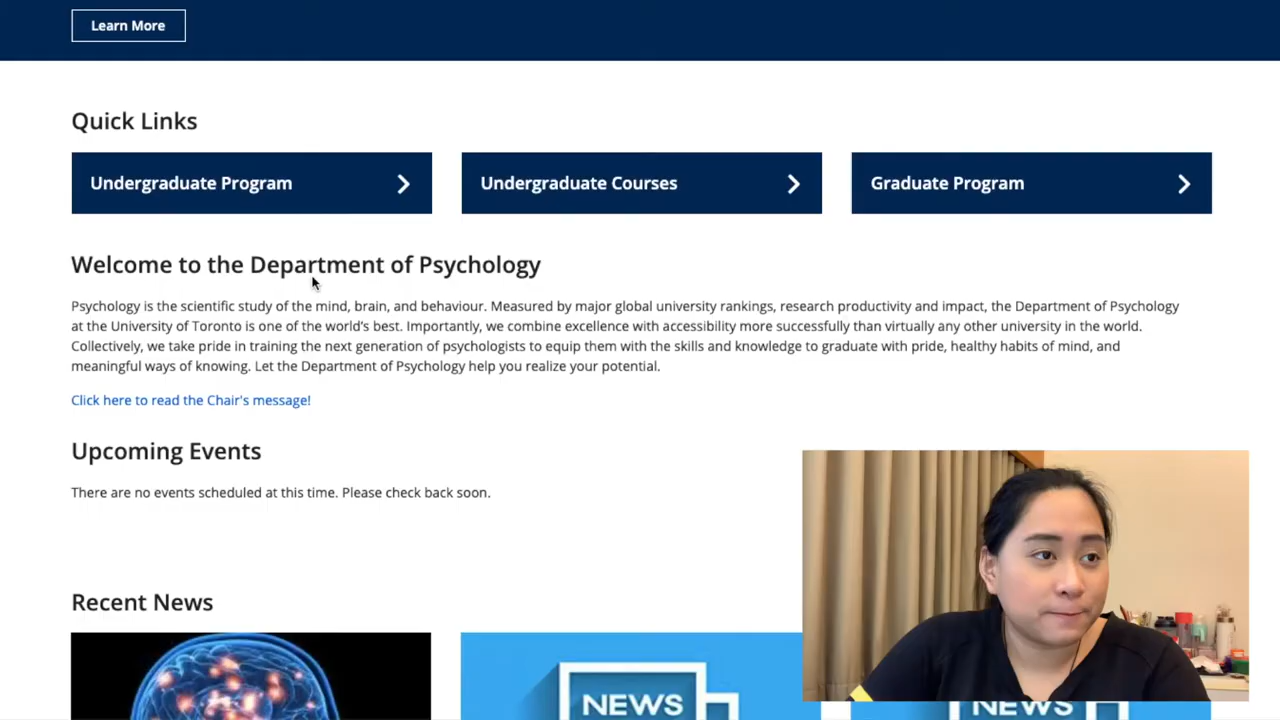 Learn More
Quick Links
Undergraduate Program
Undergraduate Courses
Graduate Program
Welcome to the Department of Psychology
Psychology is the scientific study of the mind, brain, and behaviour. Measured by major global university rankings, research productivity and impact, the Department of Psychology
at the University of Toronto is one of the world's best. Importantly, we combine excellence with accessibility more successfully than virtually any other university in the world.
Collectively, we take pride in training the next generation of psychologists to equip them with the skills and knowledge to graduate with pride, healthy habits of mind, and
meaningful ways of knowing. Let the Department of Psychology help you realize your potential.
Click here to read the Chair's message!
Upcoming Events
There are no events scheduled at this time. Please check back soon.
Recent News
NEWS
NEWS